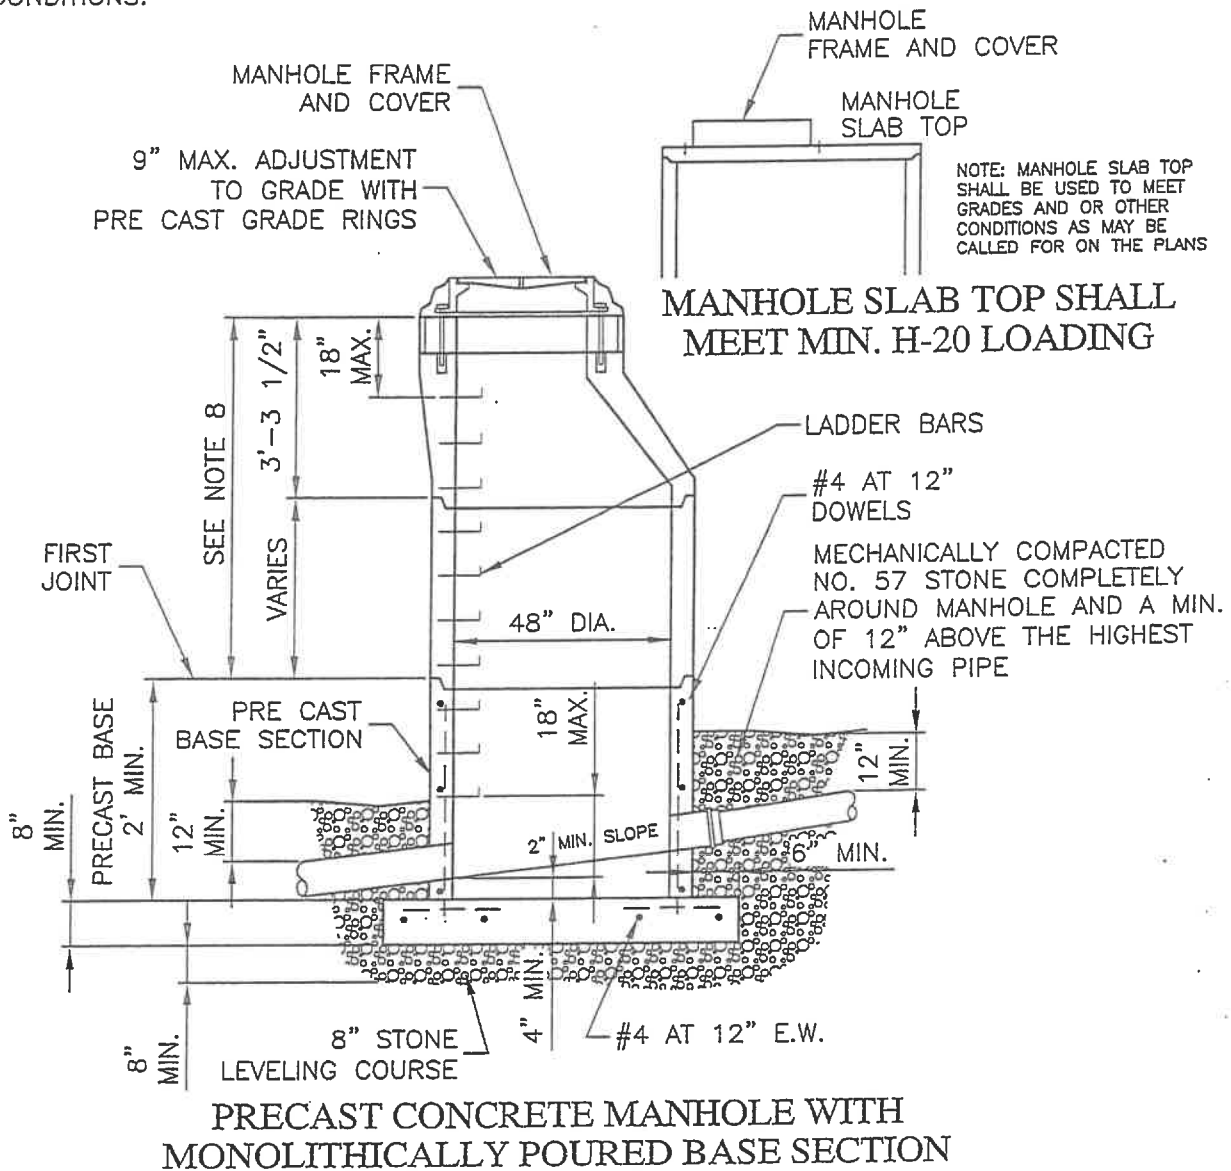 CONDITIONS.
MANHOLE
FRAME AND COVER
MANHOLE FRAME
AND COVER
MANHOLE
SLAB TOP
9" MAX. ADJUSTMENT
TO GRADE WITH
PRE CAST GRADE RINGS
NOTE: MANHOLE SLAB TOP
SHALL BE USED TO MEET
GRADES AND OR OTHER
CONDITIONS AS MAY BE
CALLED FOR ON THE PLANS
MANHOLE SLAB TOP SHALL
MEET MIN. H-20 LOADING
SEE NOTE 8
3'-3 1/2"
18"
MAX.
LADDER BARS
#4 AT 12"
DOWELS
FIRST
JOINT
VARIES
MECHANICALLY COMPACTED
NO. 57 STONE COMPLETELY
AROUND MANHOLE AND A MIN.
OF 12" ABOVE THE HIGHEST
INCOMING PIPE
48" DIA.
PRE CAST
BASE SECTION
18"
MAX.
PRECAST BASE
2' MIN.
12"
MIN.
12"
MIN.
8"
MIN.
2" MIN. SLOPE
6" MIN.
4" MIN.
8"
MIN.
8" STONE
LEVELING COURSE
#4 AT 12" E.W.
PRECAST CONCRETE MANHOLE WITH
MONOLITHICALLY POURED BASE SECTION